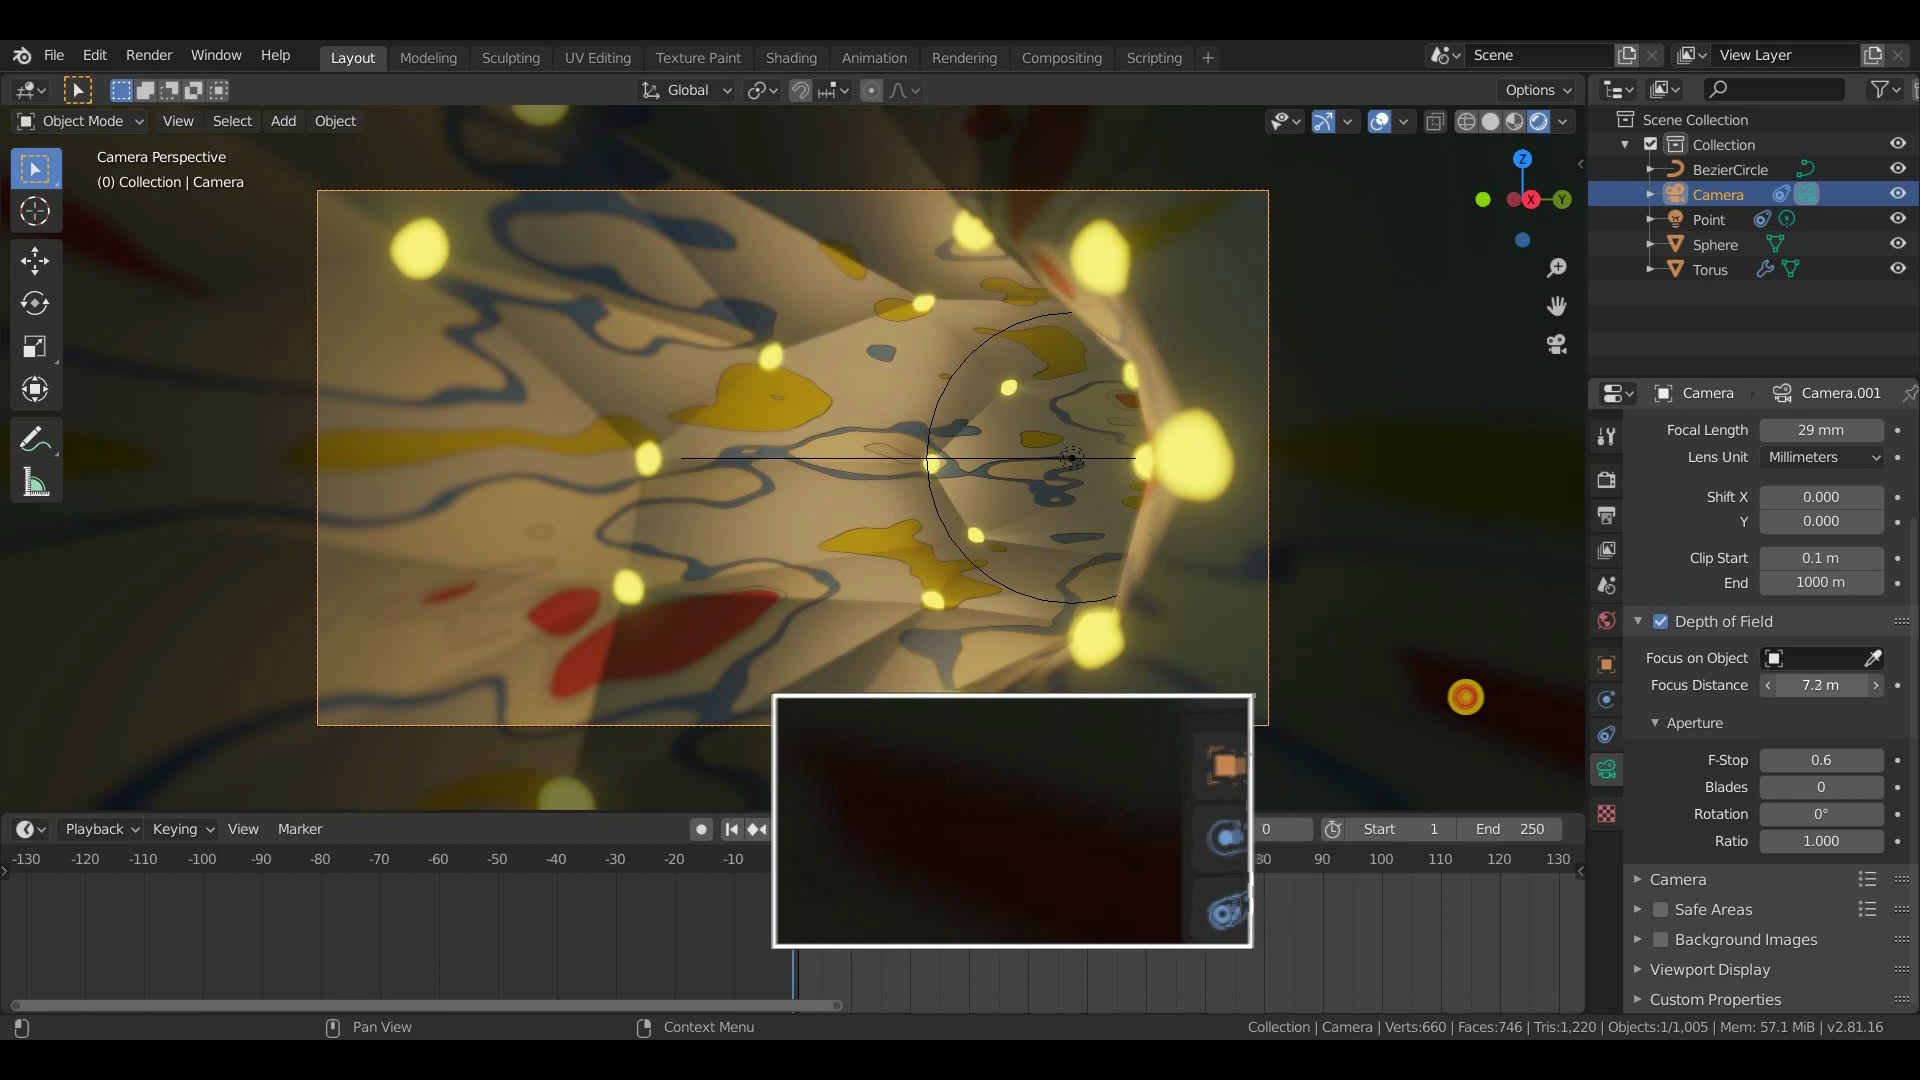 File Edit Render Window Help Layout Modeling Sculpting UV Editing Texture Paint Shading Animation Rendering Compositing Scripting + Scene View Layer
Global Options
Object Mode View Select Add Object
Camera Perspective
(0) Collection | Camera
Z
X
Y
Scene Collection
Collection
BezierCircle
Camera
Point
Sphere
Torus
Camera Camera.001
Focal Length 29 mm
Lens Unit Millimeters
Shift X 0.000
Y 0.000
Clip Start 0.1 m
End 1000 m
Depth of Field
Focus on Object
Focus Distance
Aperture
F-Stop 0.6
Blades 0
Rotation 0°
Ratio 1.000
Camera
Safe Areas
Background Images
Viewport Display
Custom Properties
Playback Keying View Marker 0 Start 1 End 250
-130 -120 -110 -100 -90 -80 -70 -60 -50 -40 -30 -20 -10 90 100 110 120 130
Pan View Context Menu Collection | Camera | Verts:660 | Faces:746 | Tris:1,220 | Objects:1/1,005 | Mem: 57.1 MiB | v2.81.16